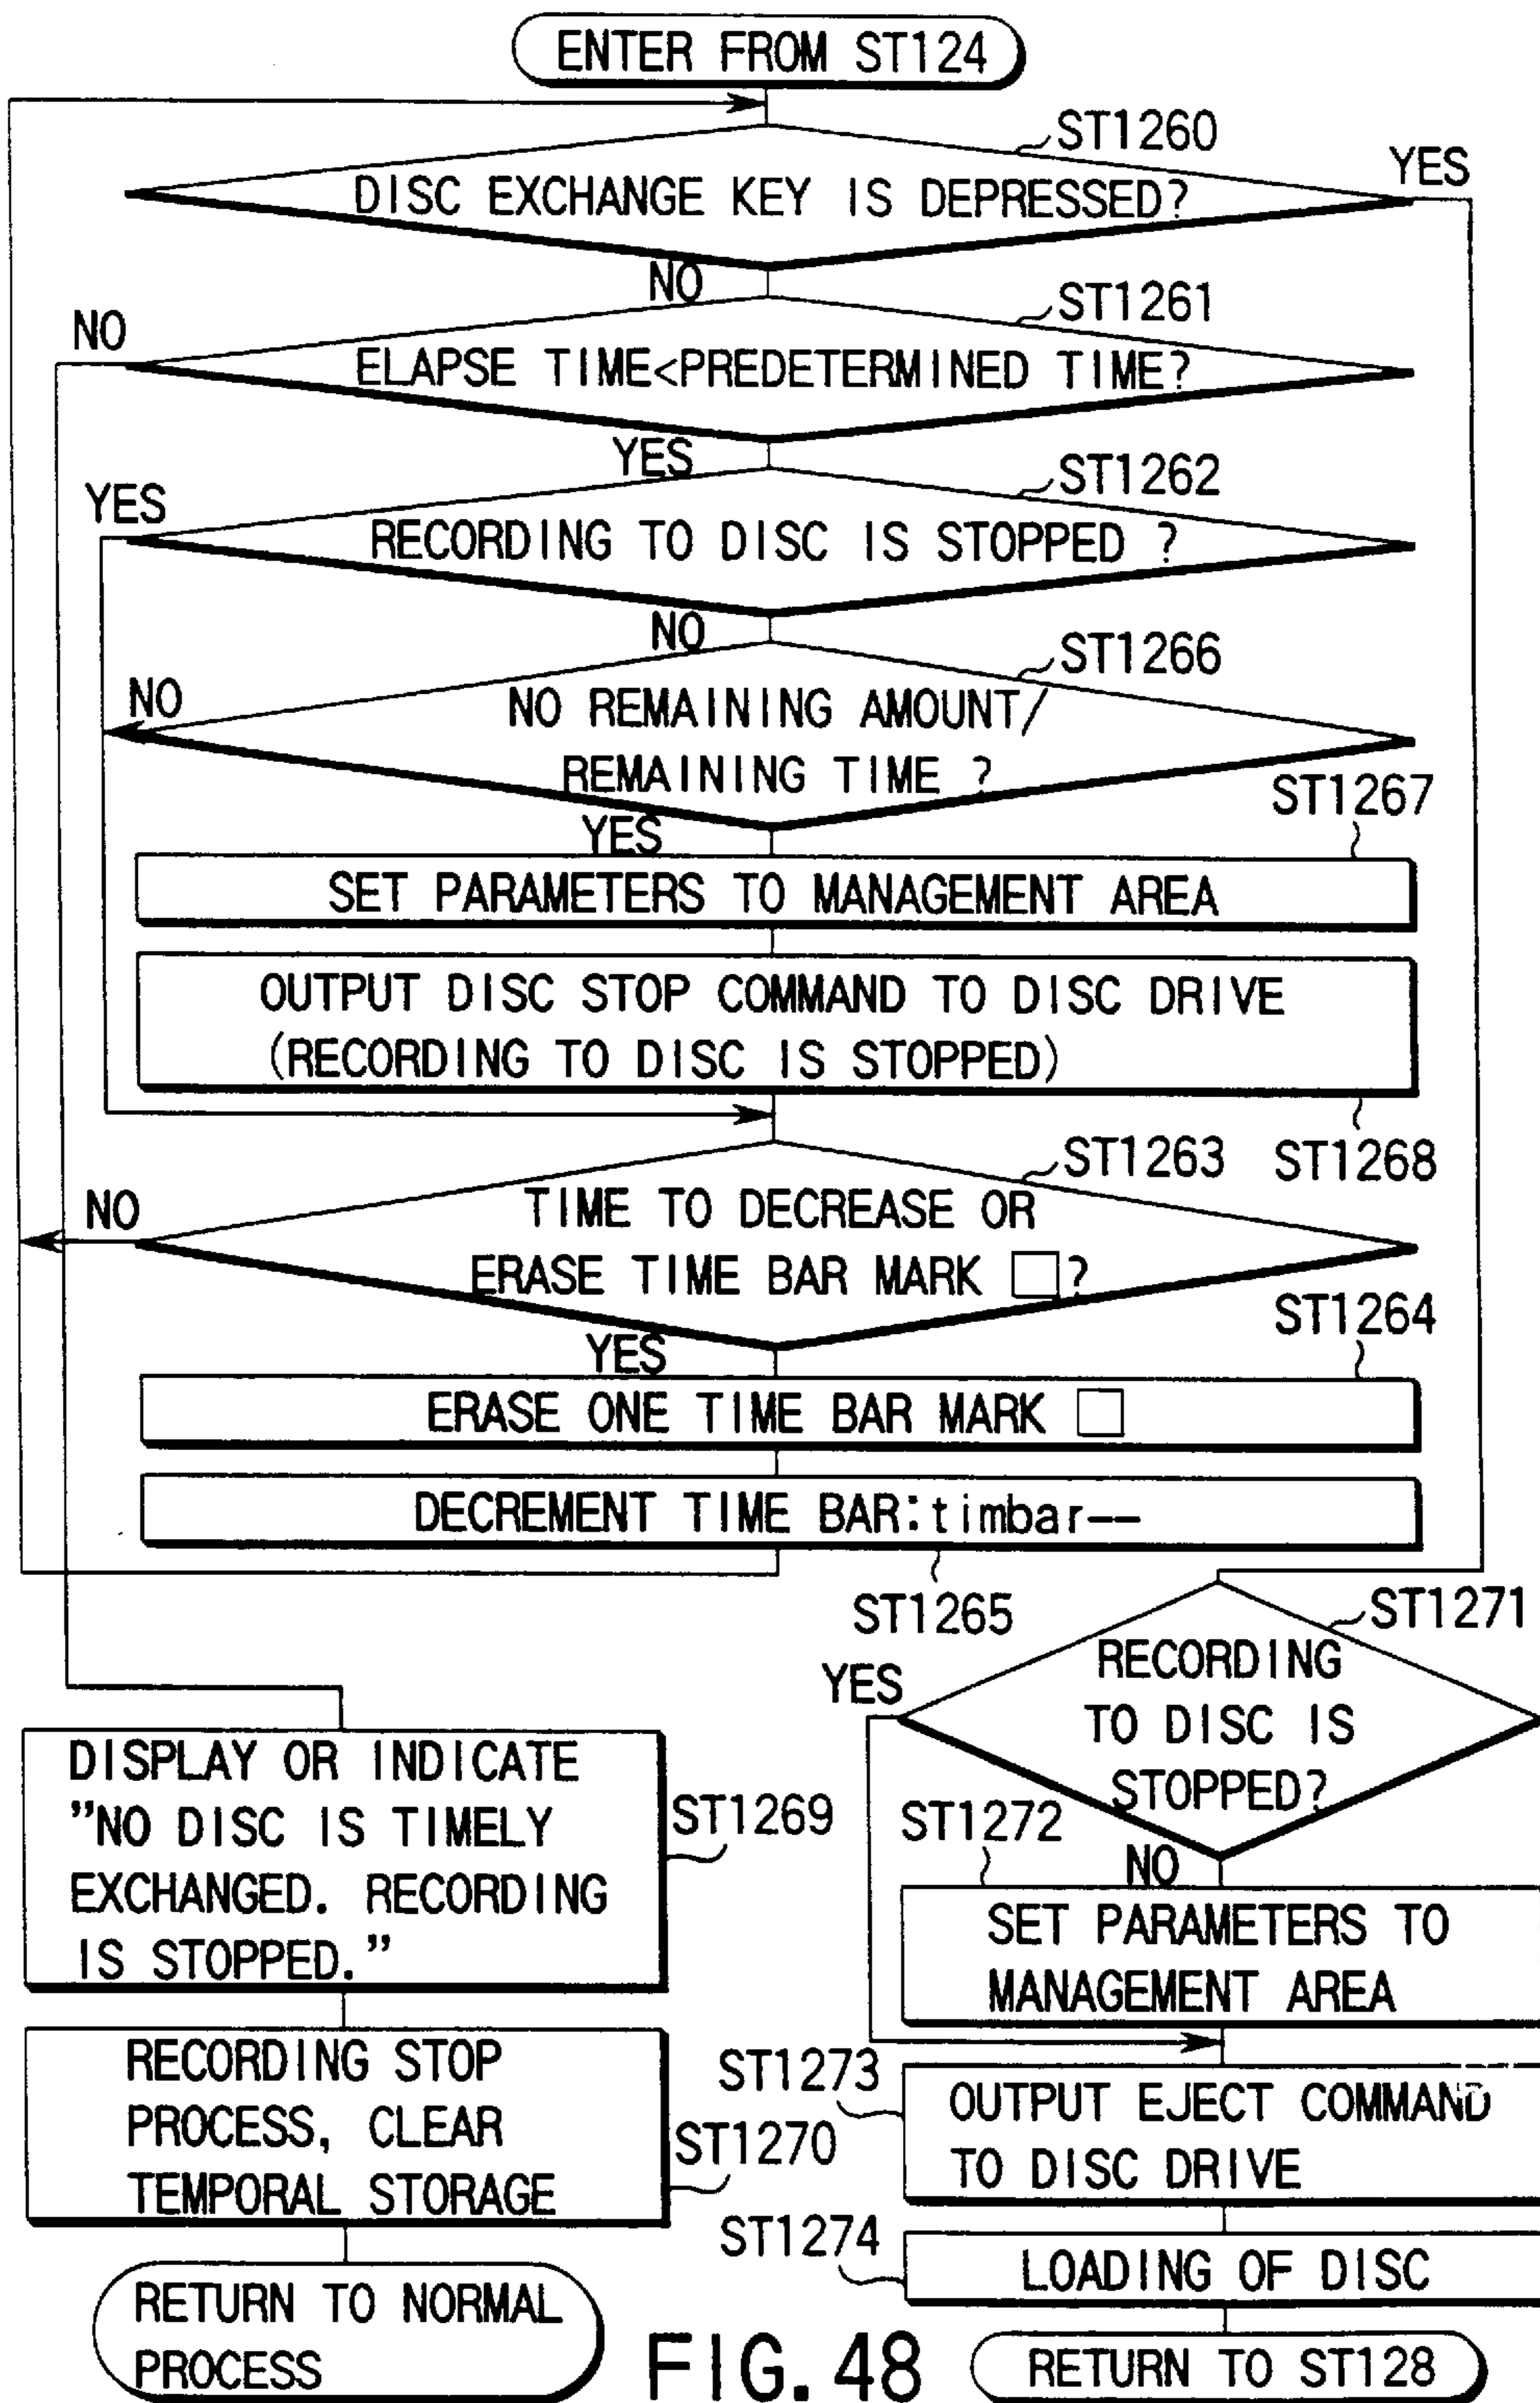 ENTER FROM ST124
ST1260
YES
DISC EXCHANGE KEY IS DEPRESSED?
NO
ST1261
NO
ELAPSE TIME<PREDETERMINED TIME?
YES
ST1262
YES
RECORDING TO DISC IS STOPPED ?
NO
ST1266
NO
NO REMAINING AMOUNT/
REMAINING TIME ?
ST1267
YES
SET PARAMETERS TO MANAGEMENT AREA
OUTPUT DISC STOP COMMAND TO DISC DRIVE
(RECORDING TO DISC IS STOPPED)
ST1268
ST1263
NO
TIME TO DECREASE OR
ERASE TIME BAR MARK □?
ST1264
YES
ERASE ONE TIME BAR MARK □
DECREMENT TIME BAR:timbar--
ST1265
ST1271
YES
RECORDING
TO DISC IS
STOPPED?
DISPLAY OR INDICATE
"NO DISC IS TIMELY
EXCHANGED. RECORDING
IS STOPPED."
ST1269
ST1272
NO
SET PARAMETERS TO
MANAGEMENT AREA
RECORDING STOP
PROCESS, CLEAR
TEMPORAL STORAGE
ST1270
ST1273
OUTPUT EJECT COMMAND
TO DISC DRIVE
ST1274
LOADING OF DISC
RETURN TO NORMAL
PROCESS
FIG. 48
RETURN TO ST128